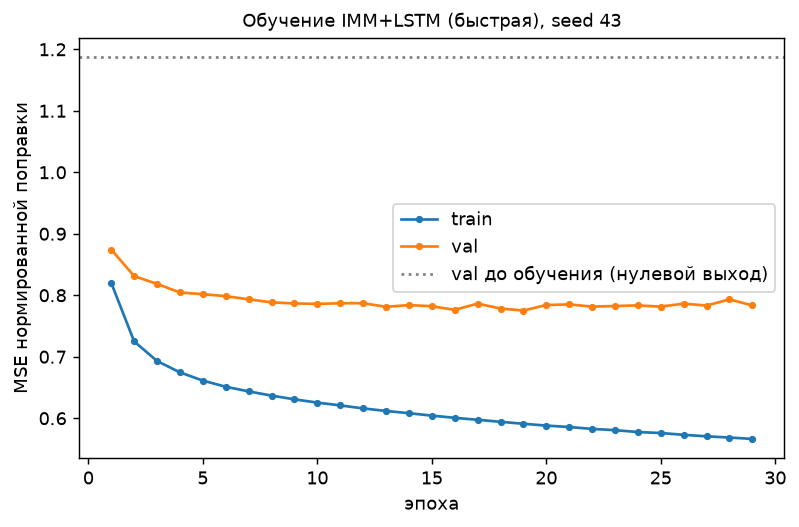 Обучение IMM+LSTM (быстрая), seed 43
MSE нормированной поправки
1.2
1.1
1.0
0.9
0.8
0.7
0.6
train
val
val до обучения (нулевой выход)
0 5 10 15 20 25 30
эпоха